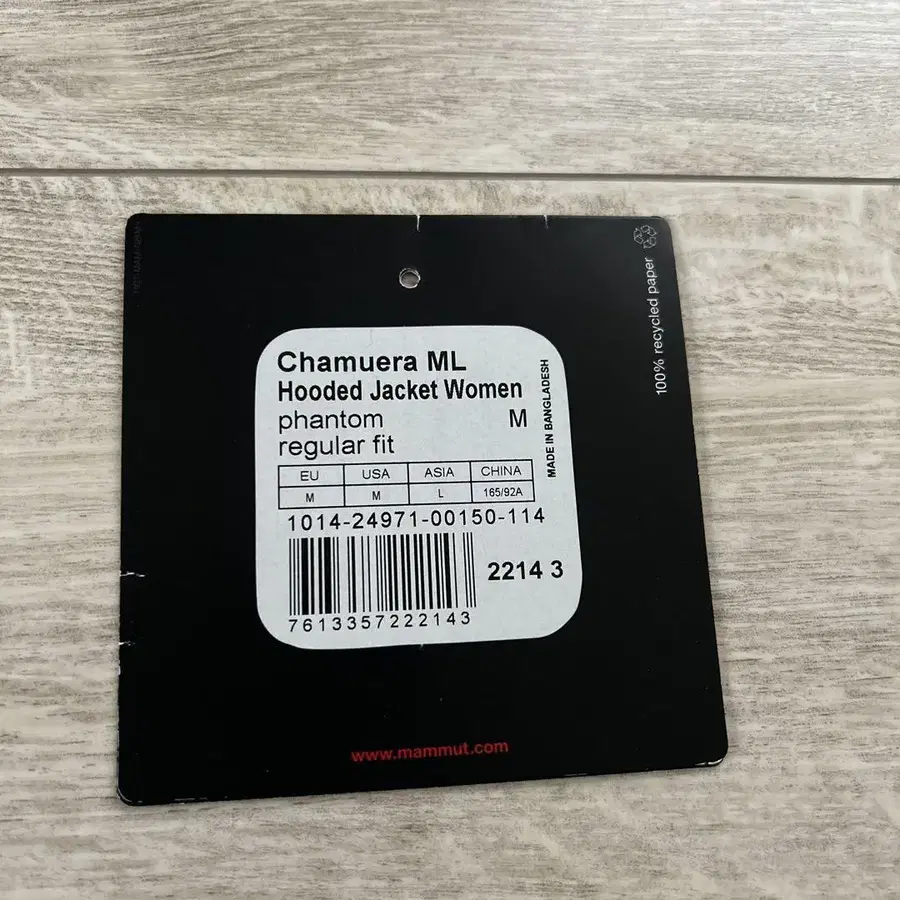 100% recycled paper
Chamuera ML
Hooded Jacket Women
phantom M
regular fit
MADE IN BANGLADESH
EU USA ASIA CHINA
M M L 165/92A
1014-24971-00150-114
2214 3
7613357222143
www.mammut.com